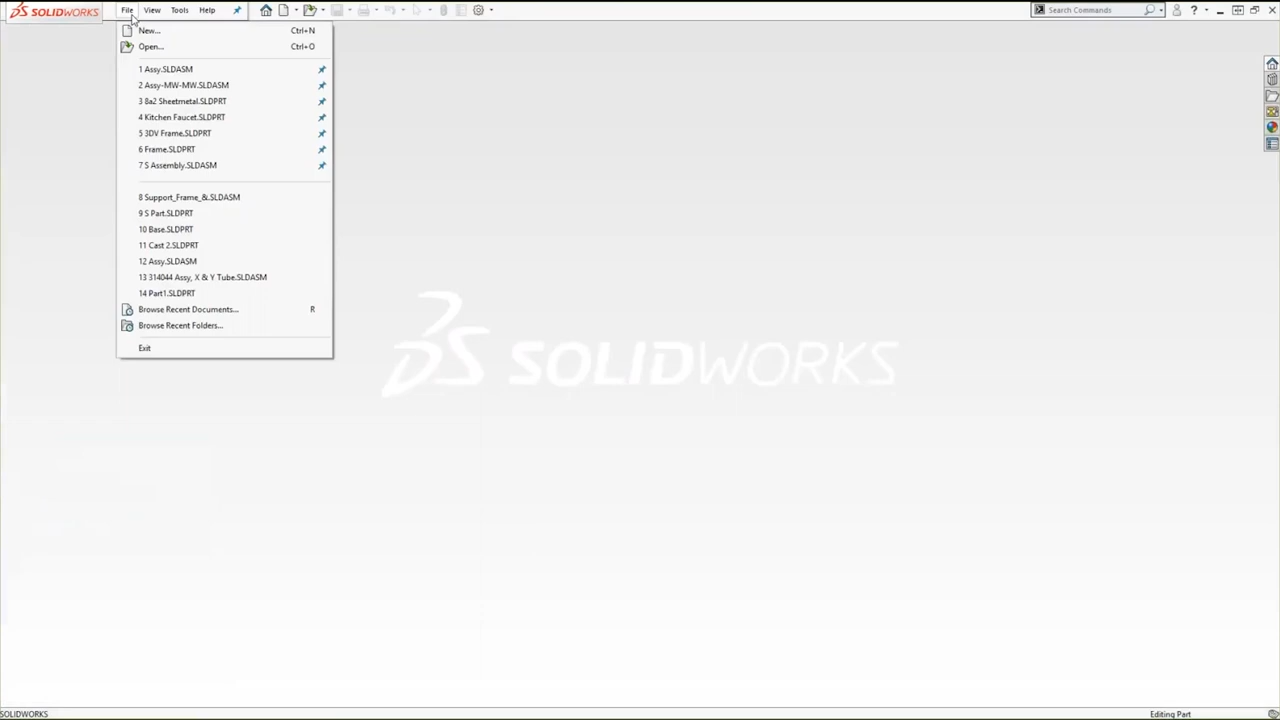 SOLIDWORKS File View Tools Help Search Commands ?
New... Ctrl+N
Open... Ctrl+O
1 Assy.SLDASM
2 Assy-MW-MW.SLDASM
3 8a2 Sheetmetal.SLDPRT
4 Kitchen Faucet.SLDPRT
5 3DV Frame.SLDPRT
6 Frame.SLDPRT
7 S Assembly.SLDASM
8 Support_Frame_&.SLDASM
9 S Part.SLDPRT
10 Base.SLDPRT
11 Cast 2.SLDPRT
12 Assy.SLDASM
13 314044 Assy, X & Y Tube.SLDASM
14 Part1.SLDPRT
Browse Recent Documents... R
Browse Recent Folders...
Exit
SOLIDWORKS
SOLIDWORKS Editing Part